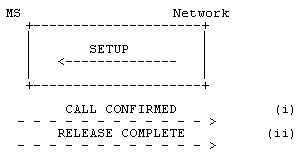 MS Network
SETUP
CALL CONFIRMED (i)
RELEASE COMPLETE (ii)